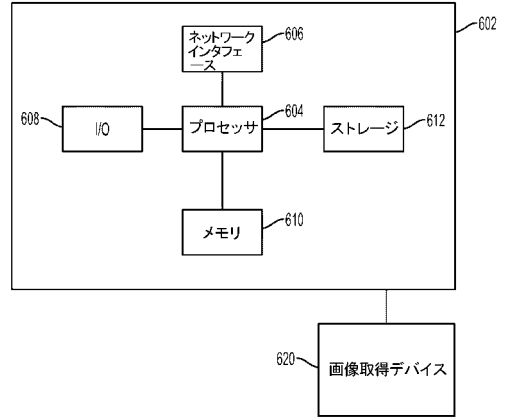 602
ネットワーク
インタフェ
ース
606
608
I/O
プロセッサ
604
ストレージ
612
メモリ
610
620
画像取得デバイス